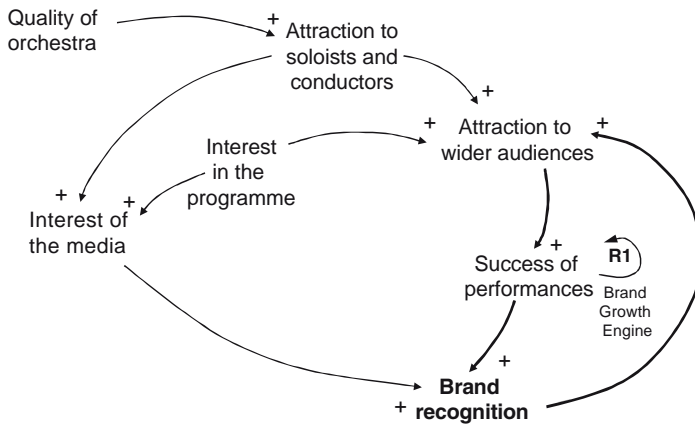 Quality of
orchestra
+
Attraction to
soloists and
conductors
+
+
Attraction to
wider audiences
+
Interest
in the
programme
+
+
Interest of
the media
+
Success of
performances
R1
Brand
Growth
Engine
+
+
Brand
recognition